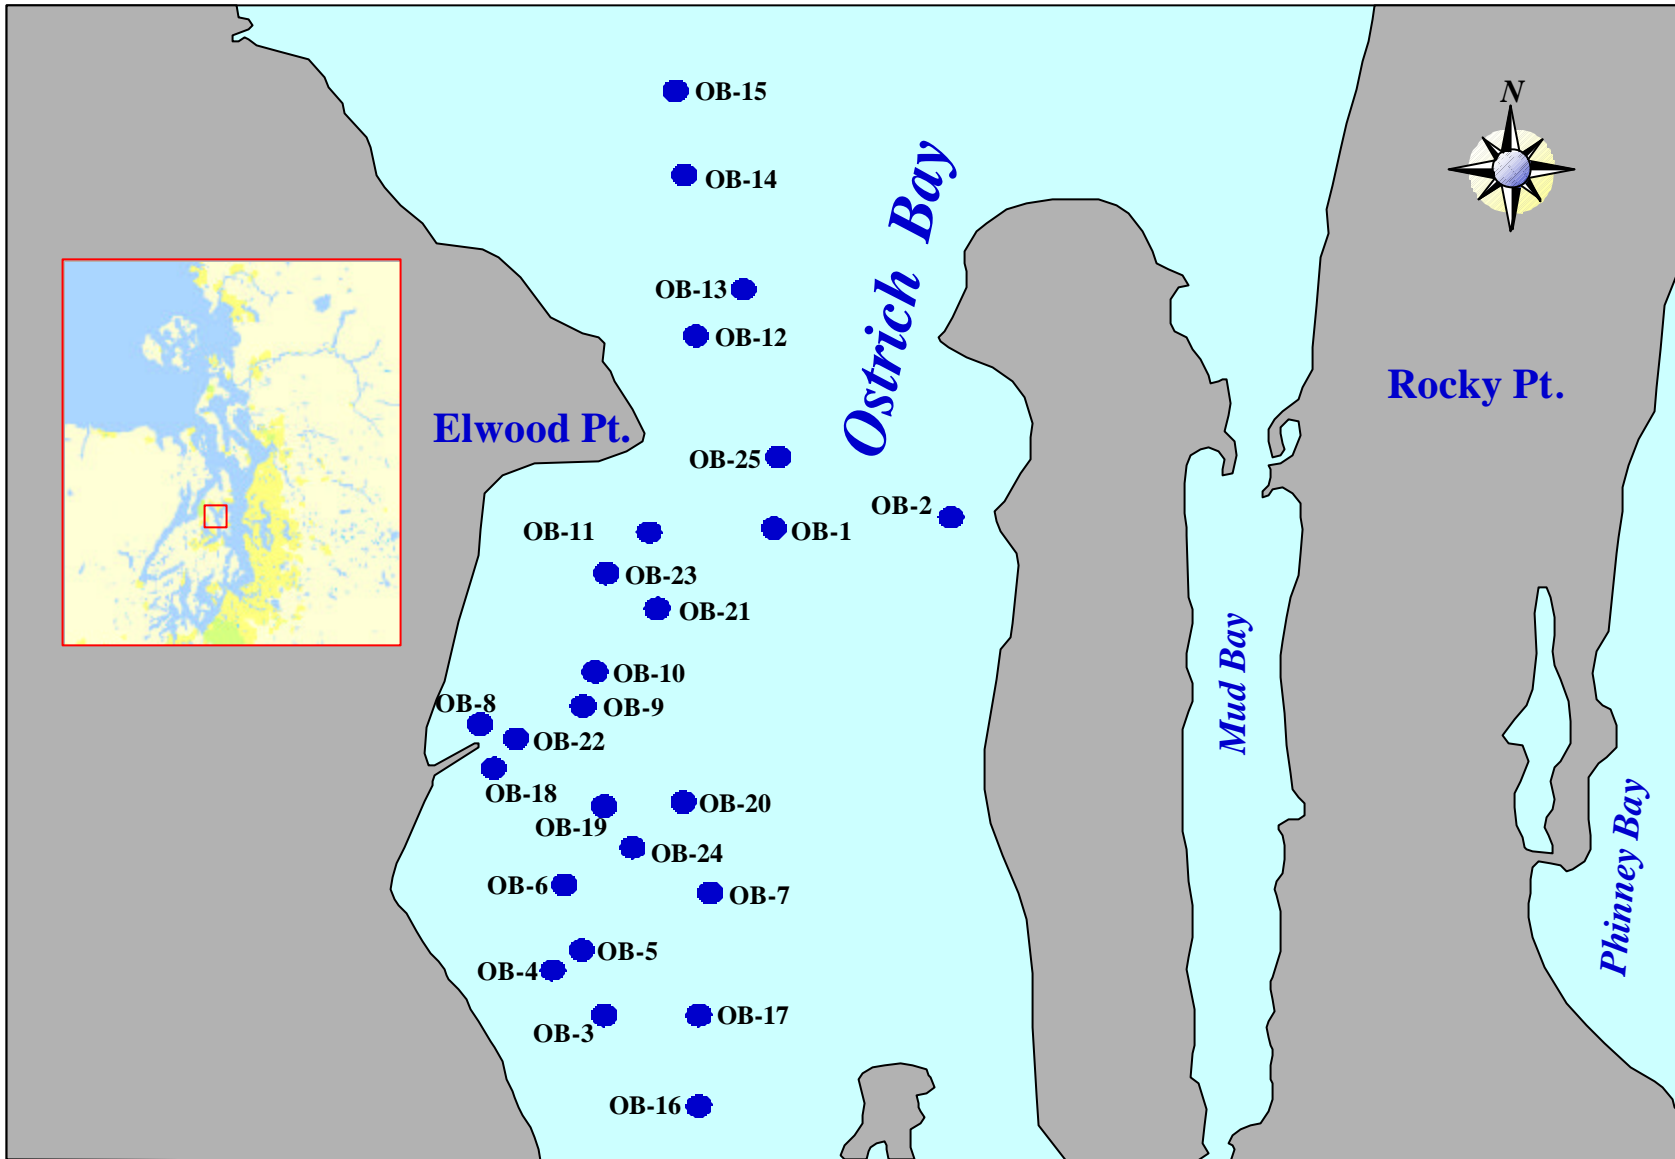 OB-15
N
OB-14
Ostrich Bay
OB-13
OB-12
Rocky Pt.
Elwood Pt.
OB-25
OB-2
OB-11
OB-1
OB-23
OB-21
OB-10
Mud Bay
OB-8
OB-9
OB-22
OB-18
OB-20
OB-19
OB-24
Phinney Bay
OB-6
OB-7
OB-5
OB-4
OB-17
OB-3
OB-16